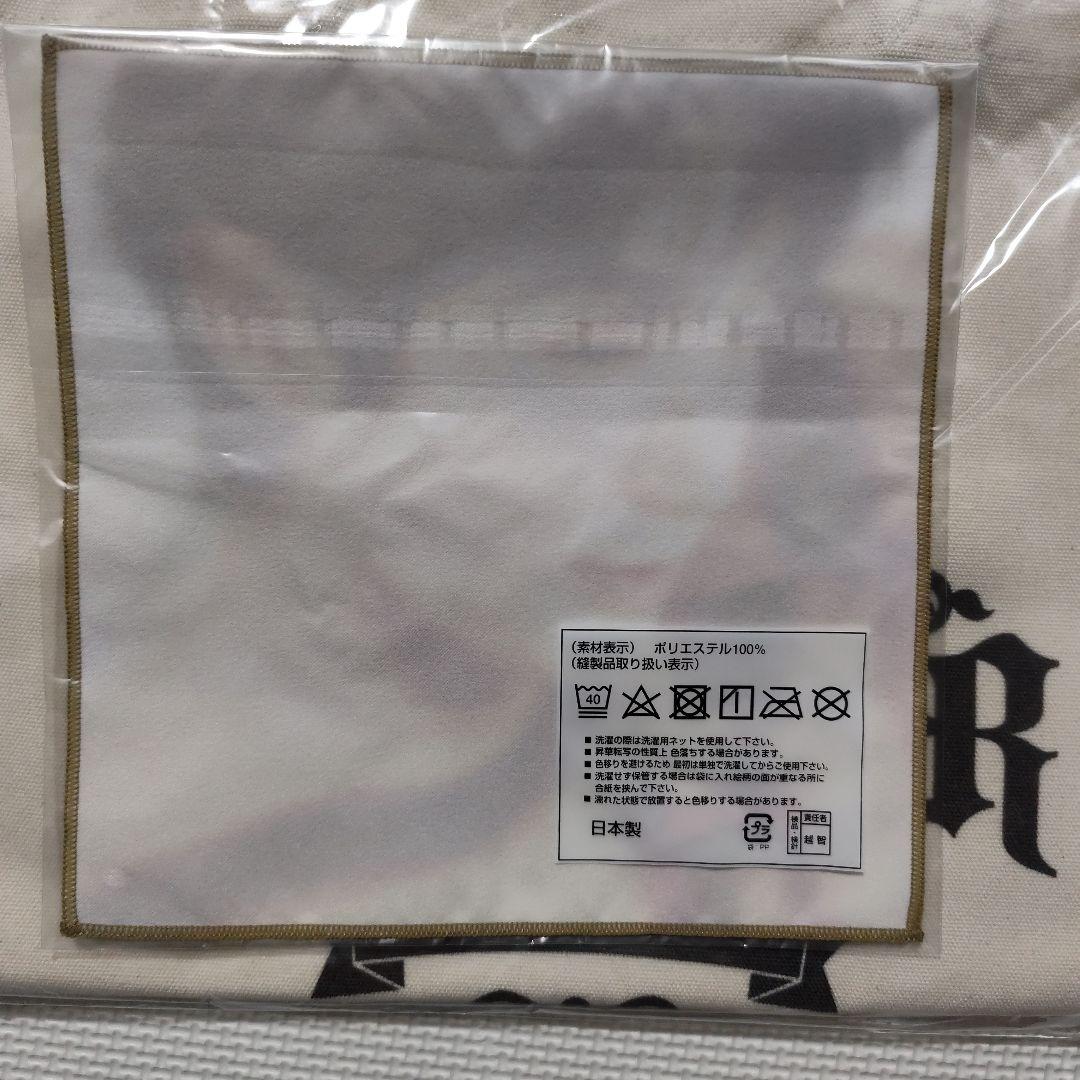 (素材表示) ポリエステル100%
(縫製品取り扱い表示)
40
■ 洗濯の際は洗濯用ネットを使用して下さい。
■ 昇華転写の性質上 色落ちする場合があります。
■ 色移りを避けるため 最初は単独で洗濯してからご使用下さい。
■ 洗濯せず保管する場合は袋に入れ絵柄の面が重なる所に
合紙を挟んで下さい。
■ 濡れた状態で放置すると色移りする場合があります。
日本製
プラ
袋 PP
検品・検針
責任者
越智
R